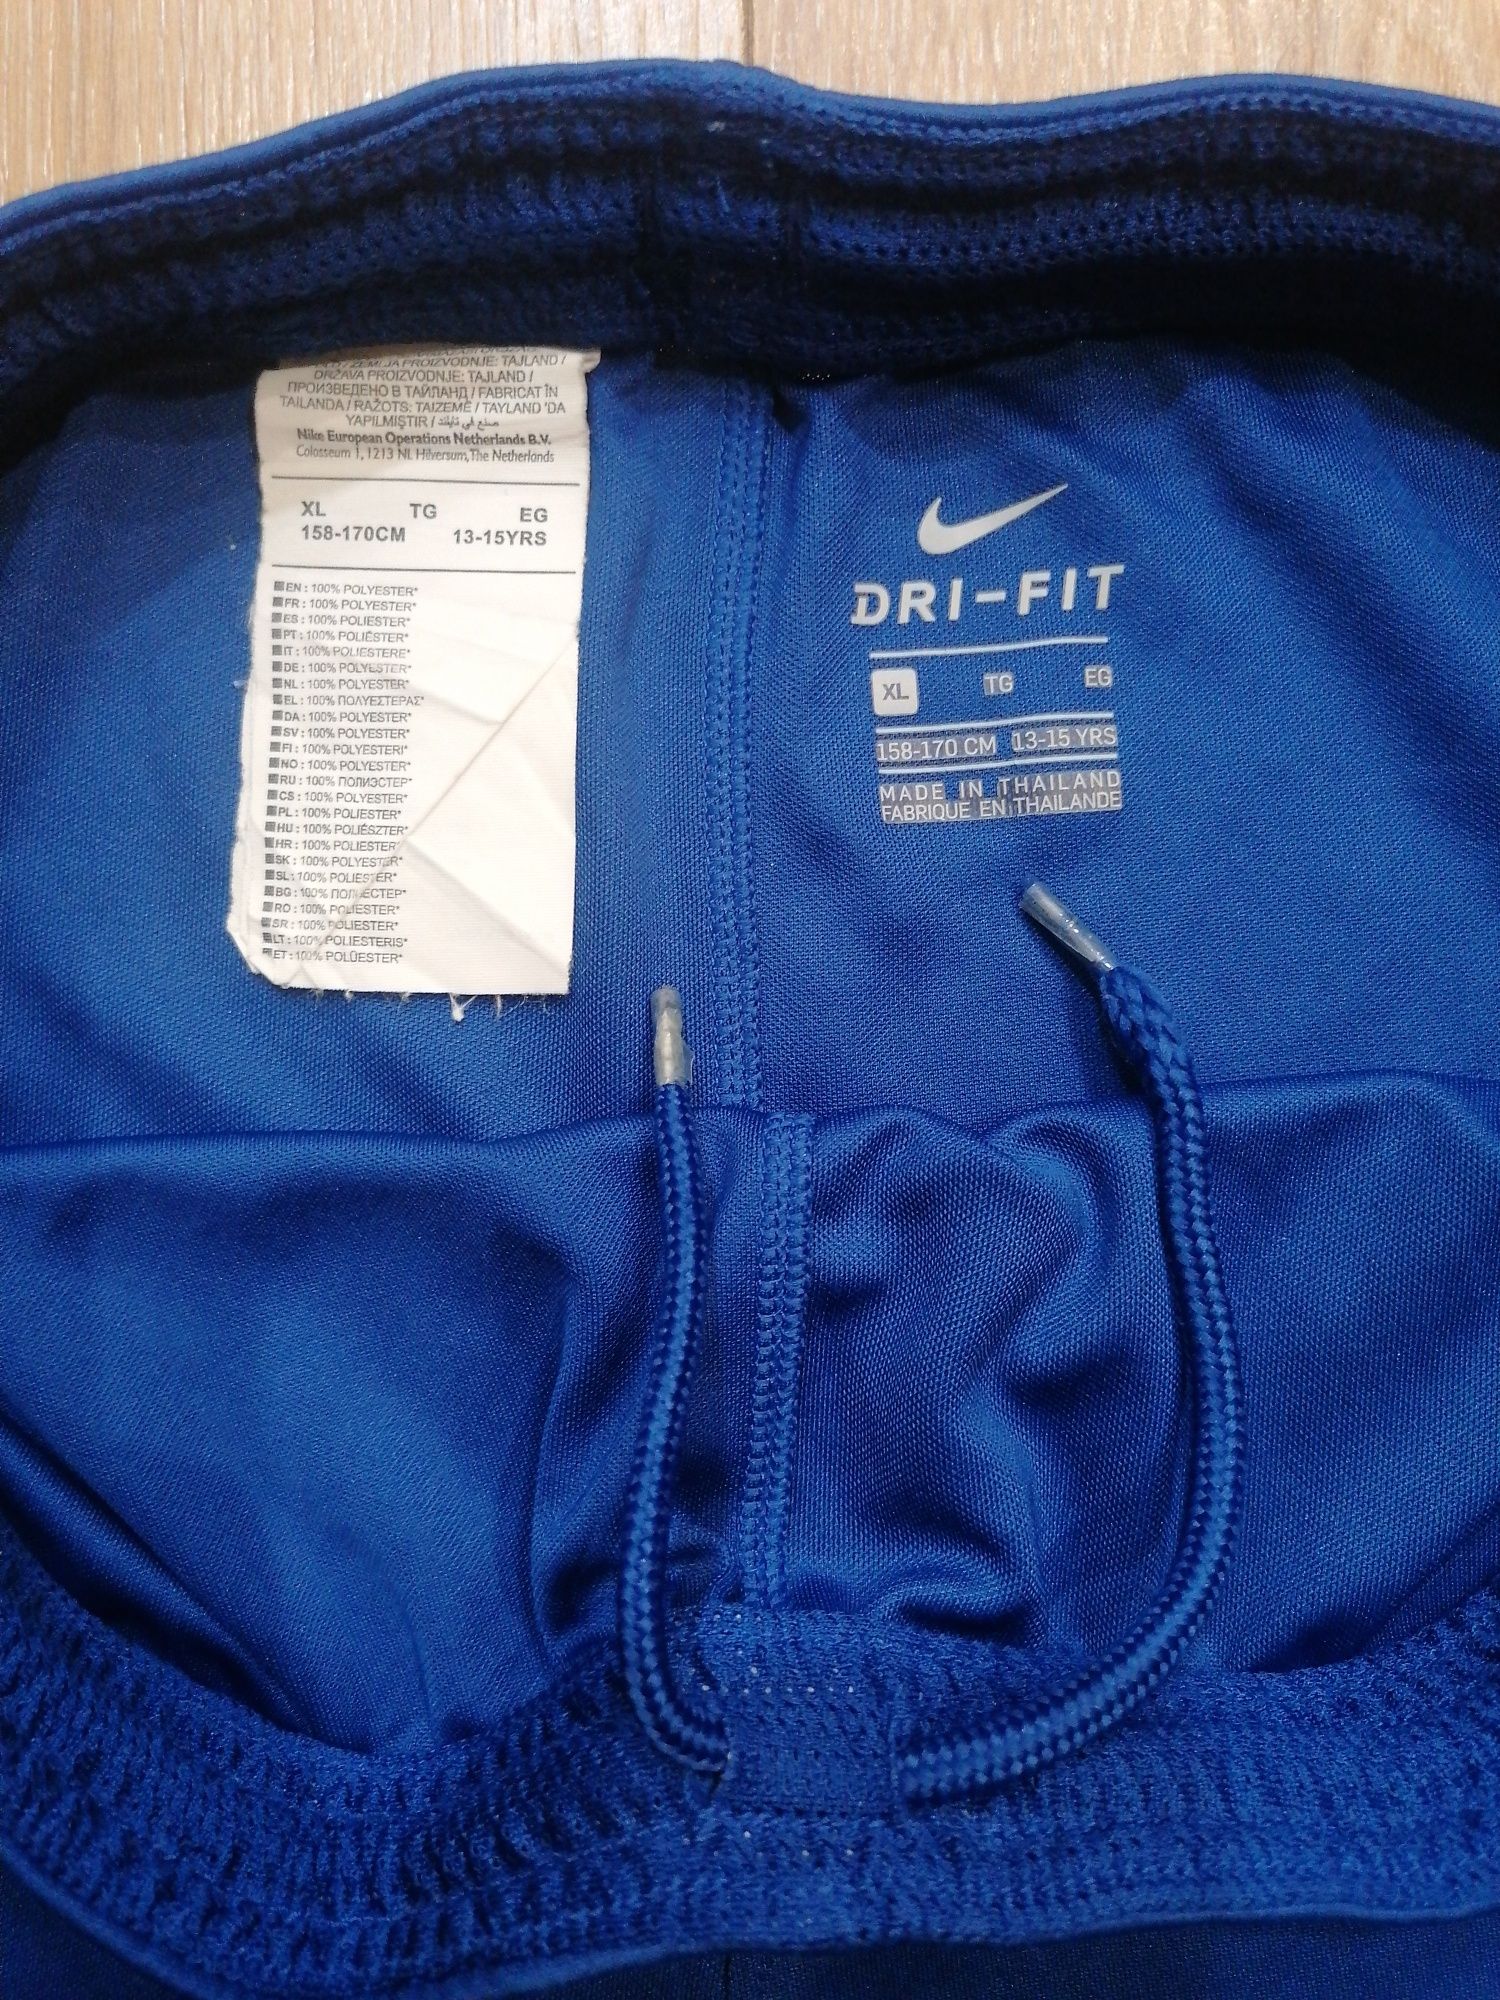 ZEMLJA PROIZVODNJE: TAJLAND /
DRŽAVA PROIZVODNJE: TAJLAND /
ПРОИЗВЕДЕНО В ТАЙЛАНД / FABRICAT ÎN
TAILANDA / RAŽOTS: TAIZEMĒ / TAYLAND 'DA
YAPILMIŞTIR / صنع في تايلند
Nike European Operations Netherlands B.V.
Colosseum 1, 1213 NL Hilversum, The Netherlands
XL TG EG
158-170CM 13-15YRS
EN : 100% POLYESTER*
FR : 100% POLYESTER*
ES : 100% POLIESTER*
PT : 100% POLIÉSTER*
IT : 100% POLIESTERE*
DE : 100% POLYESTER*
NL : 100% POLYESTER*
EL : 100% ΠΟΛΥΕΣΤΕΡΑΣ*
DA : 100% POLYESTER*
SV : 100% POLYESTER*
FI : 100% POLYESTERI*
NO : 100% POLYESTER*
RU : 100% ПОЛИЭСТЕР*
CS : 100% POLYESTER*
PL : 100% POLIESTER*
HU : 100% POLIÉSZTER*
HR : 100% POLIESTER*
SK : 100% POLYESTER*
SL : 100% POLIESTER*
BG : 100% ПОЛИЕСТЕР*
RO : 100% POLIESTER*
SR : 100% POLIESTER*
LT : 100% POLIESTERIS*
ET : 100% POLÜESTER*
DRI-FIT
XL TG EG
158-170 CM 13-15 YRS
MADE IN THAILAND
FABRIQUE EN THAILANDE